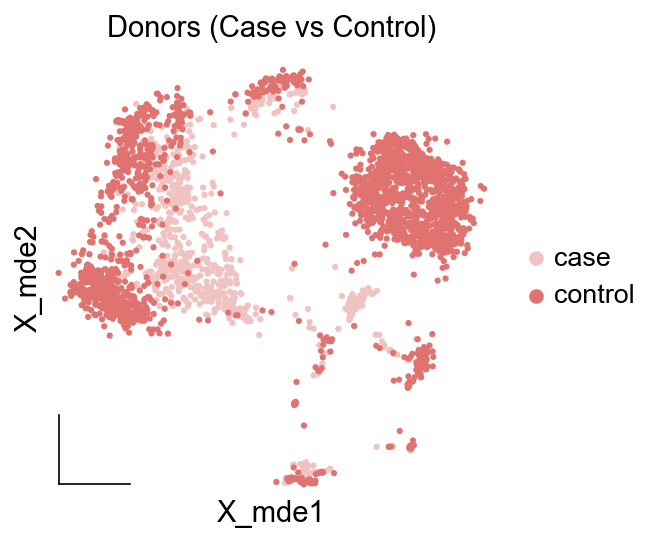 Donors (Case vs Control)
X_mde2
case
control
X_mde1